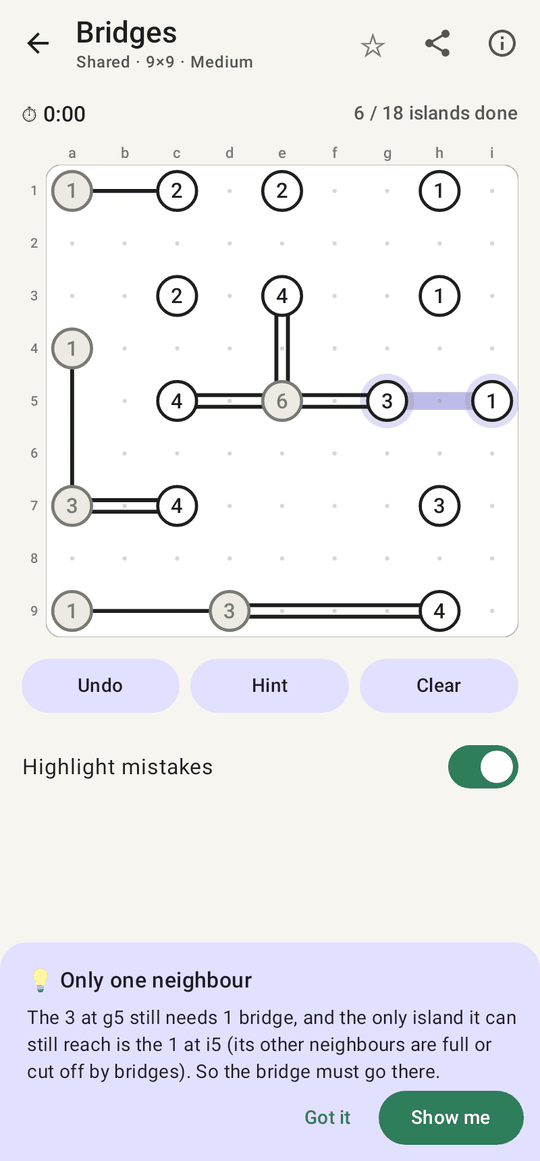 Bridges
Shared · 9×9 · Medium
0:00
6 / 18 islands done
a b c d e f g h i
1 1 2 2 1
2
3 2 4 1
4 1
5 4 6 3 1
6
7 3 4 3
8
9 1 3 4
Undo Hint Clear
Highlight mistakes
Only one neighbour
The 3 at g5 still needs 1 bridge, and the only island it can
still reach is the 1 at i5 (its other neighbours are full or
cut off by bridges). So the bridge must go there.
Got it Show me